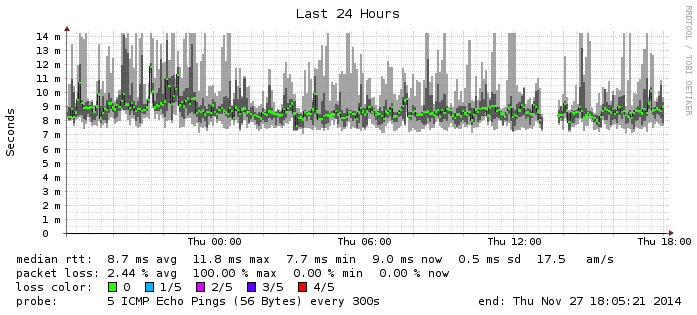 Last 24 Hours
RRDTOOL / TOBI OETIKER
Seconds
14 m
13 m
12 m
11 m
10 m
9 m
8 m
7 m
6 m
5 m
4 m
3 m
2 m
1 m
0
Thu 00:00 Thu 06:00 Thu 12:00 Thu 18:00
median rtt: 8.7 ms avg 11.8 ms max 7.7 ms min 9.0 ms now 0.5 ms sd 17.5 am/s
packet loss: 2.44 % avg 100.00 % max 0.00 % min 0.00 % now
loss color: 0 1/5 2/5 3/5 4/5
probe: 5 ICMP Echo Pings (56 Bytes) every 300s end: Thu Nov 27 18:05:21 2014